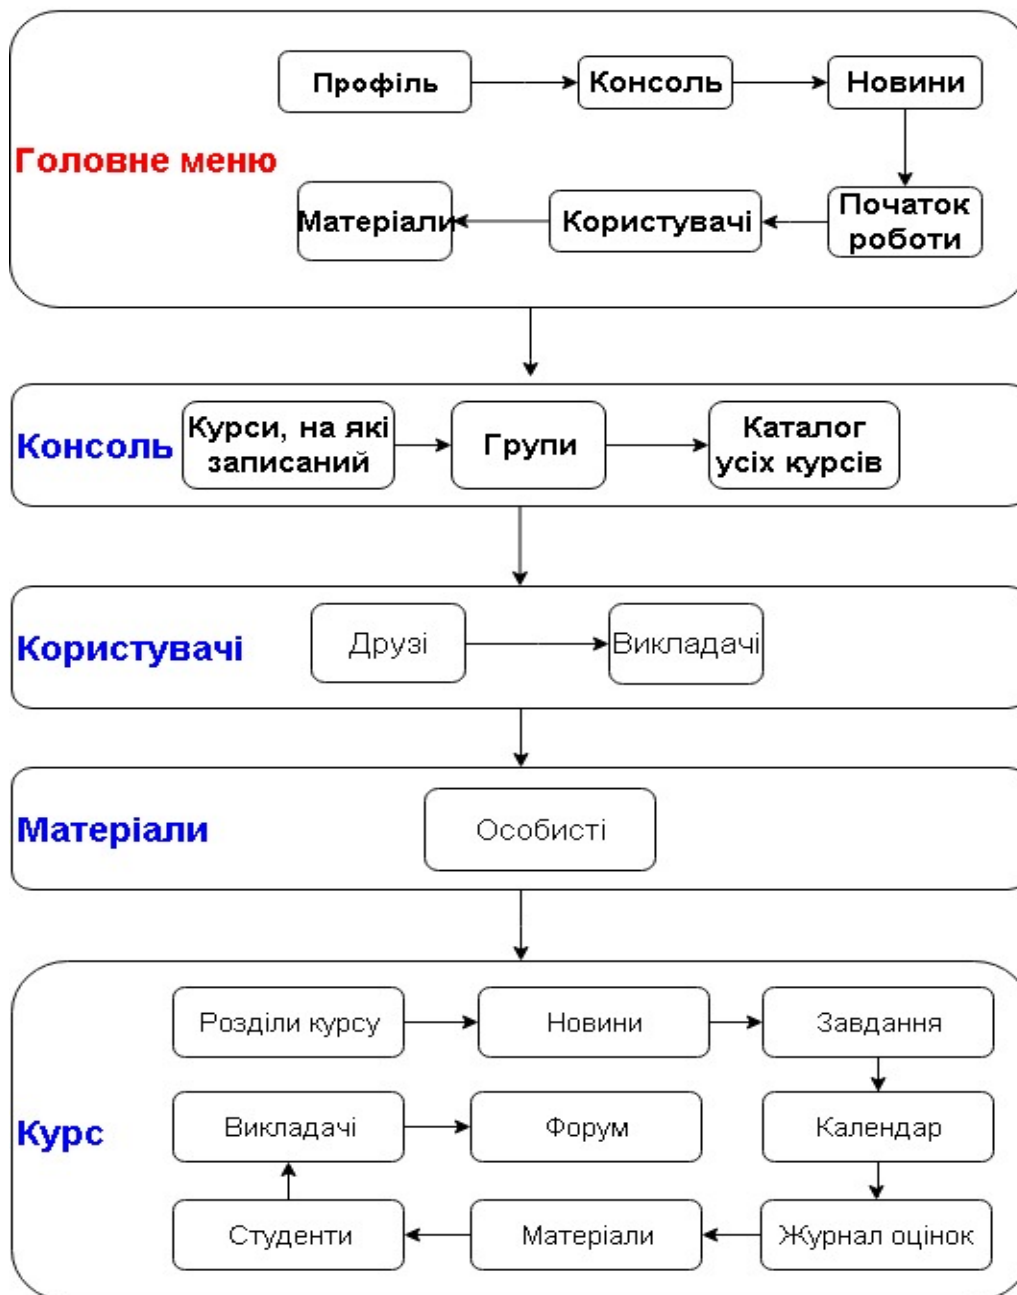 Профіль
Консоль
Новини
Головне меню
Матеріали
Користувачі
Початок
роботи
Консоль
Курси, на які
записаний
Групи
Каталог
усіх курсів
Користувачі
Друзі
Викладачі
Матеріали
Особисті
Розділи курсу
Новини
Завдання
Курс
Викладачі
Форум
Календар
Студенти
Матеріали
Журнал оцінок